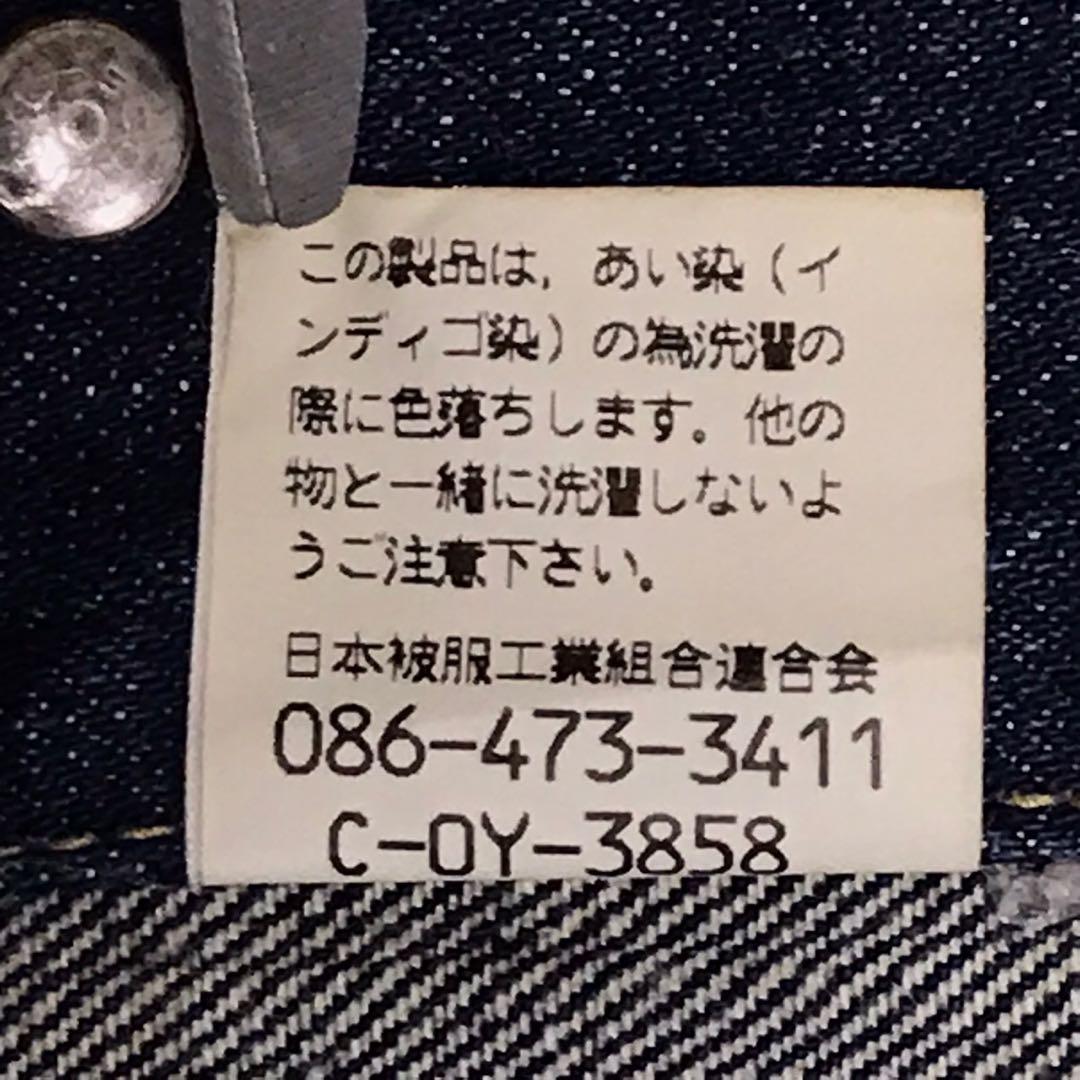 この製品は，あい染（イ
ンディゴ染）の為洗濯の
際に色落ちします。他の
物と一緒に洗濯しないよ
うご注意下さい。
日本被服工業組合連合会
086-473-3411
C-OY-3858